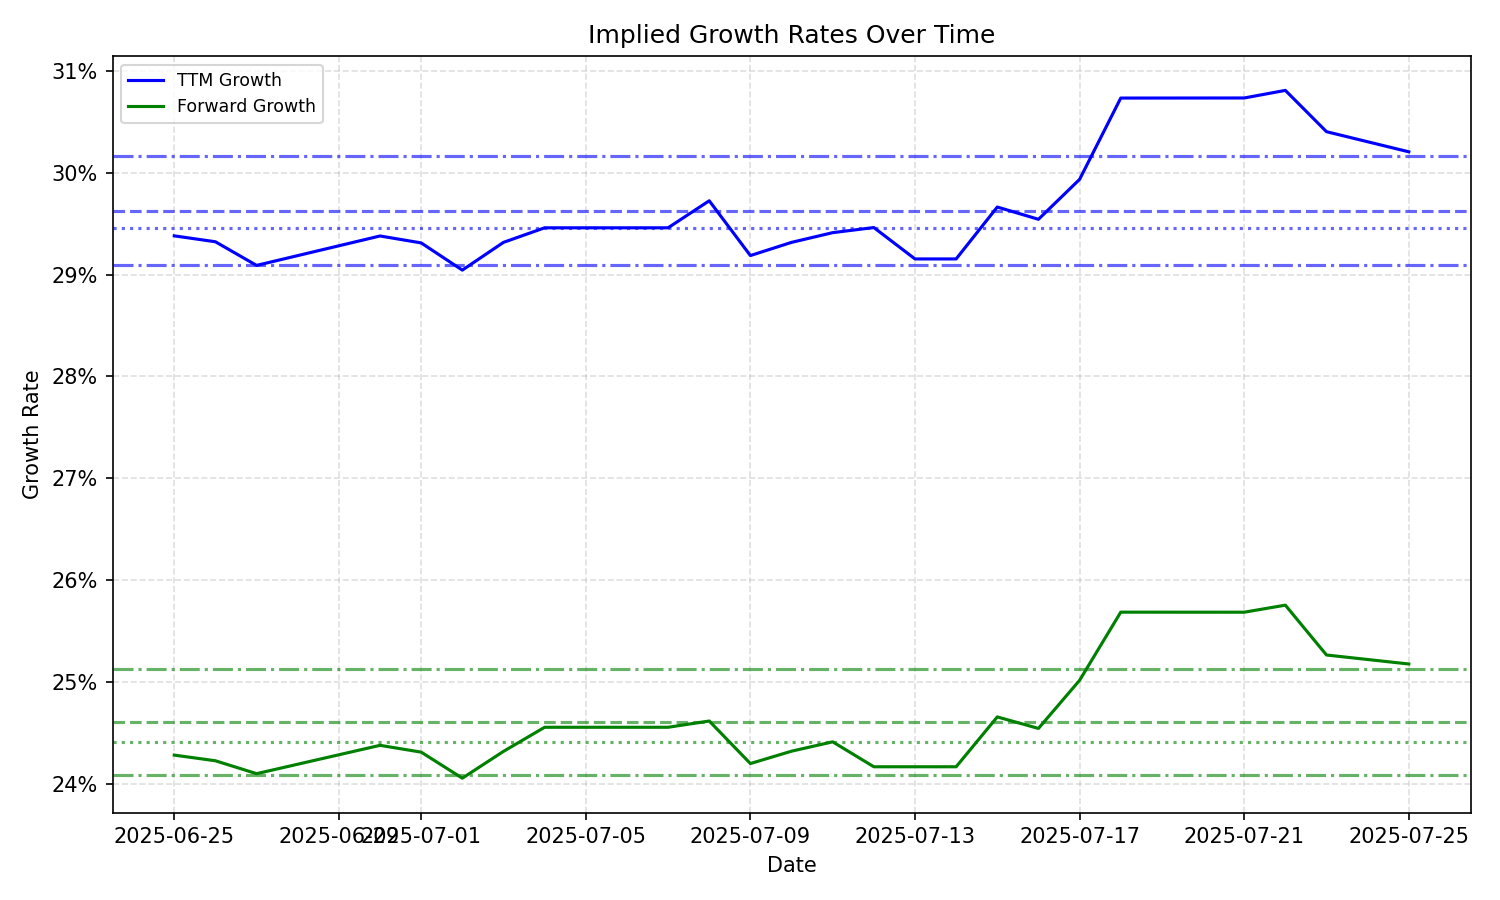 Implied Growth Rates Over Time
TTM Growth
Forward Growth
31%
30%
29%
28%
27%
26%
25%
24%
Growth Rate
2025-06-25 2025-06-29 2025-07-01 2025-07-05 2025-07-09 2025-07-13 2025-07-17 2025-07-21 2025-07-25
Date